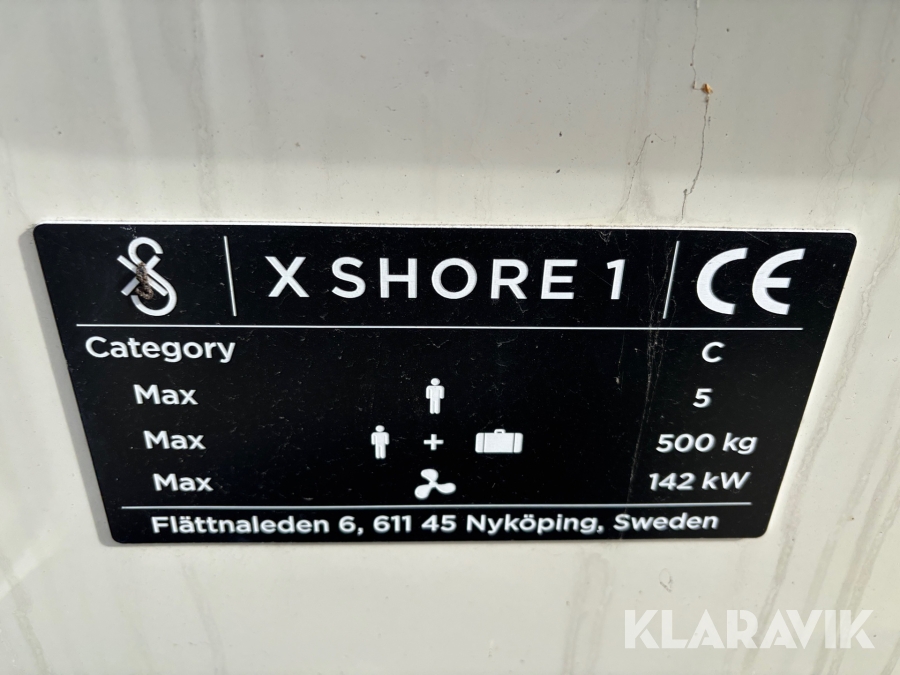 X SHORE 1 CE
Category C
Max 5
Max + 500 kg
Max 142 kW
Flättnaleden 6, 611 45 Nyköping, Sweden
KLARAVIK